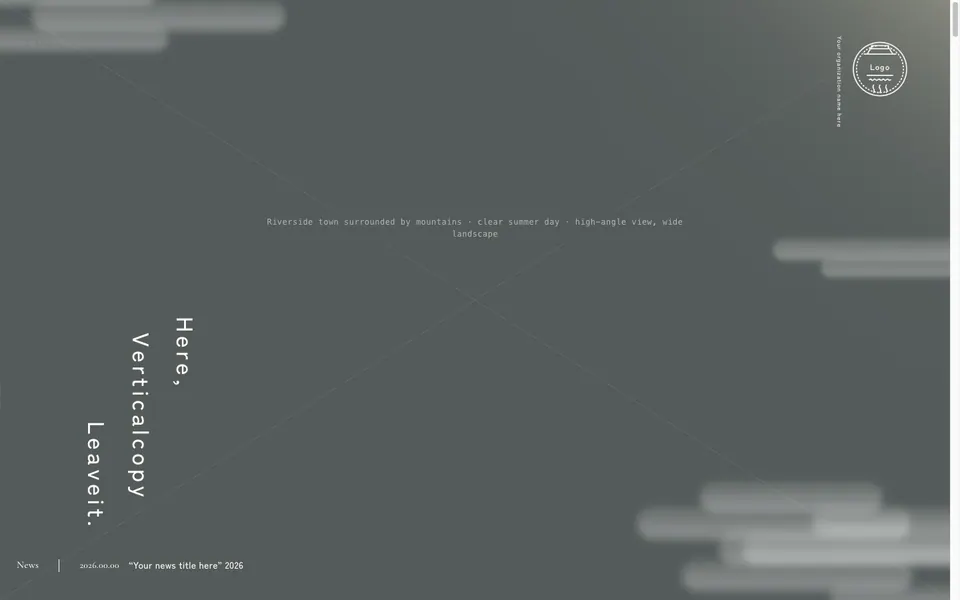 Your organization name here
Logo
Riverside town surrounded by mountains · clear summer day · high-angle view, wide
landscape
Here,
Verticalcopy
Leaveit.
News
2026.00.00 “Your news title here” 2026